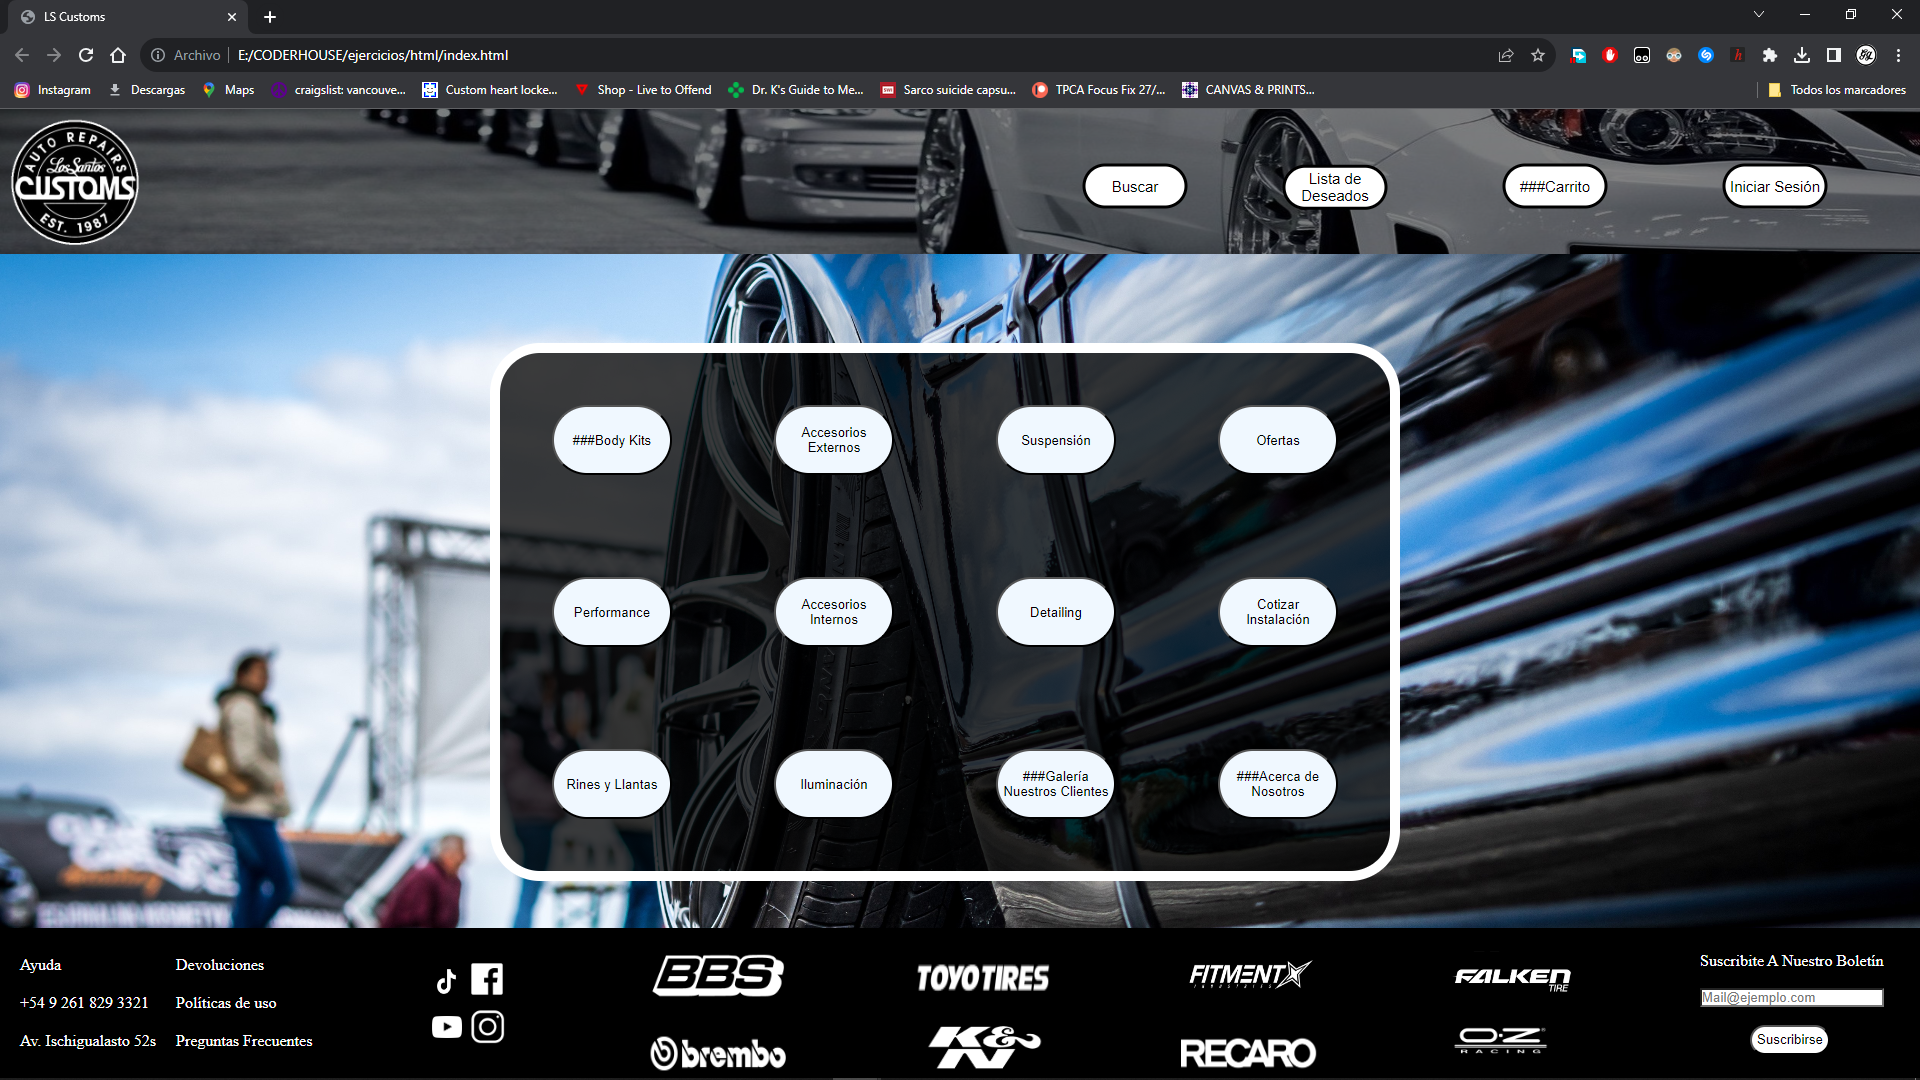 LS Customs
Archivo
E:/CODERHOUSE/ejercicios/html/index.html
Instagram
Descargas
Maps
craigslist: vancouve...
Custom heart locke...
Shop - Live to Offend
Dr. K's Guide to Me...
Sarco suicide capsu...
TPCA Focus Fix 27/...
CANVAS & PRINTS...
Todos los marcadores
AUTO REPAIRS
Los Santos
CUSTOMS
EST. 1987
Buscar
Lista de
Deseados
###Carrito
Iniciar Sesión
###Body Kits
Accesorios
Externos
Suspensión
Ofertas
Performance
Accesorios
Internos
Detailing
Cotizar
Instalación
Rines y Llantas
Iluminación
###Galería
Nuestros Clientes
###Acerca de
Nosotros
Ayuda
+54 9 261 829 3321
Av. Ischigualasto 52s
Devoluciones
Políticas de uso
Preguntas Frecuentes
BBS
TOYO TIRES
FITMENT
INDUSTRIES
FALKEN
TIRE
brembo
K&N
RECARO
O·Z
RACING
Suscribite A Nuestro Boletín
Mail@ejemplo.com
Suscribirse